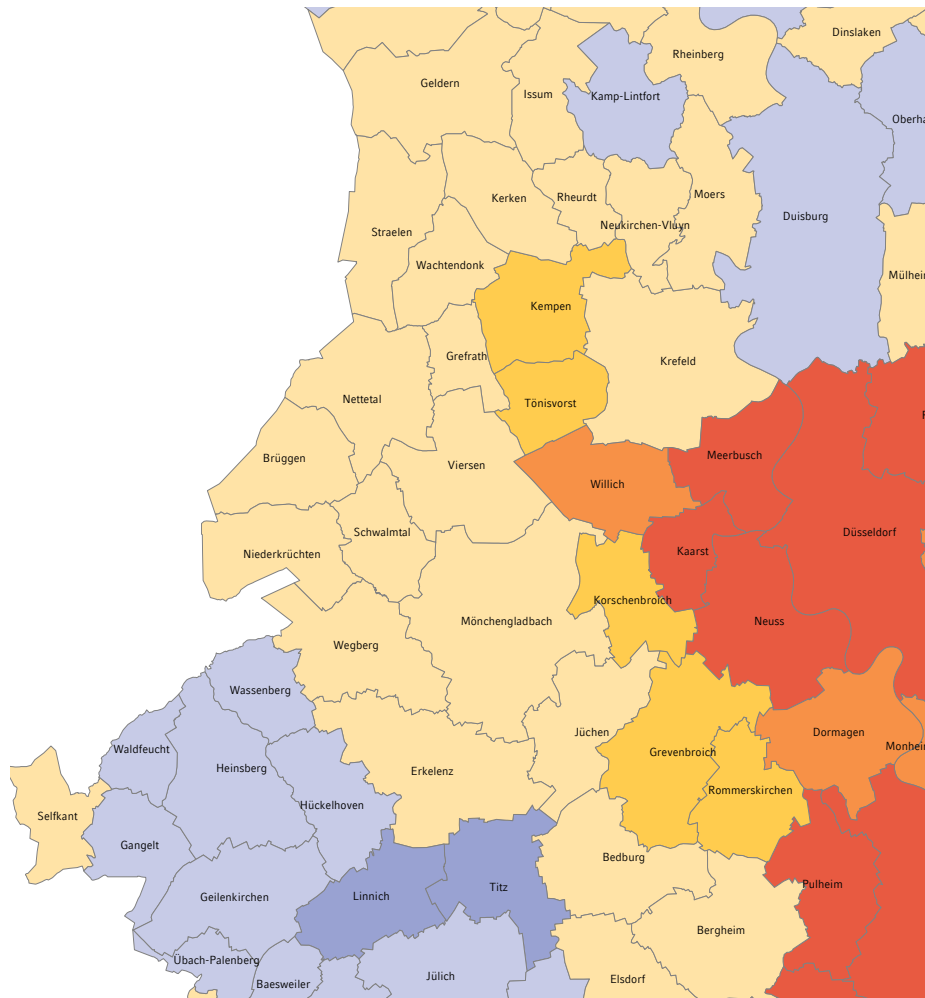 Dinslaken
Rheinberg
Geldern
Issum
Kamp-Lintfort
Oberha
Moers
Kerken
Rheurdt
Duisburg
Neukirchen-Vluyn
Straelen
Wachtendonk
Mülhein
Kempen
Grefrath
Krefeld
Nettetal
Tönisvorst
Meerbusch
Brüggen
Viersen
Willich
Schwalmtal
Düsseldorf
Niederkrüchten
Kaarst
Korschenbroich
Mönchengladbach
Neuss
Wegberg
Wassenberg
Jüchen
Dormagen
Waldfeucht
Grevenbroich
Monhein
Heinsberg
Erkelenz
Rommerskirchen
Hückelhoven
Selfkant
Gangelt
Bedburg
Pulheim
Titz
Linnich
Geilenkirchen
Bergheim
Übach-Palenberg
Jülich
Elsdorf
Baesweiler